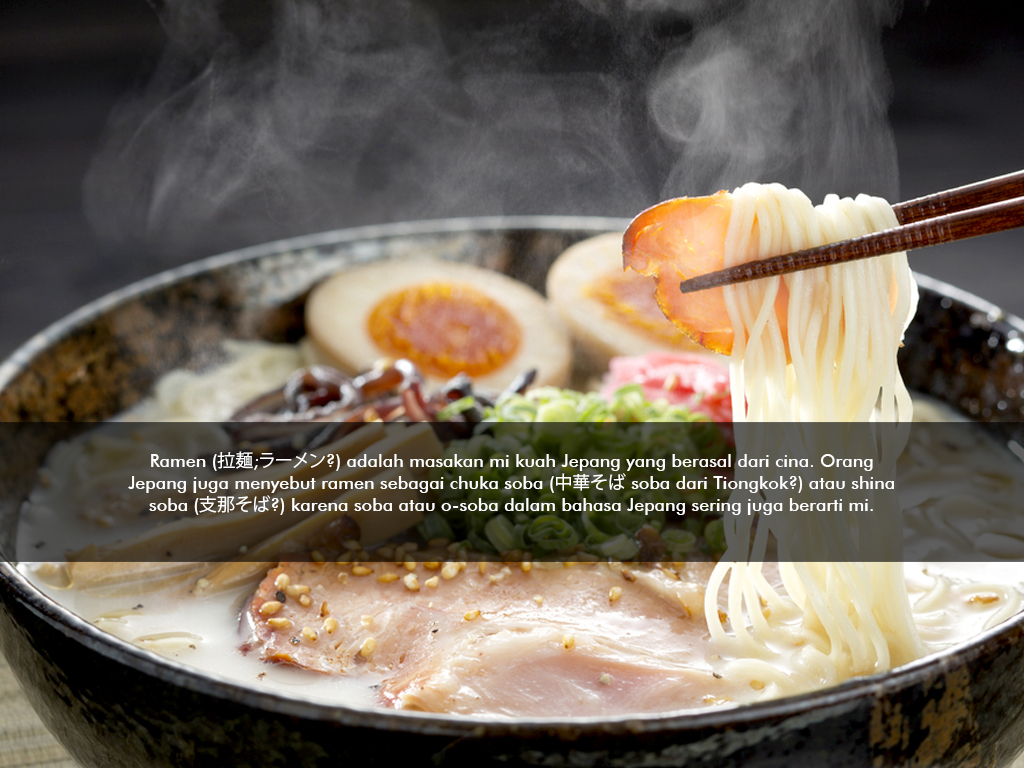 Ramen (拉麺;ラーメン?) adalah masakan mi kuah Jepang yang berasal dari cina. Orang
Jepang juga menyebut ramen sebagai chuka soba (中華そば soba dari Tiongkok?) atau shina
soba (支那そば?) karena soba atau o-soba dalam bahasa Jepang sering juga berarti mi.